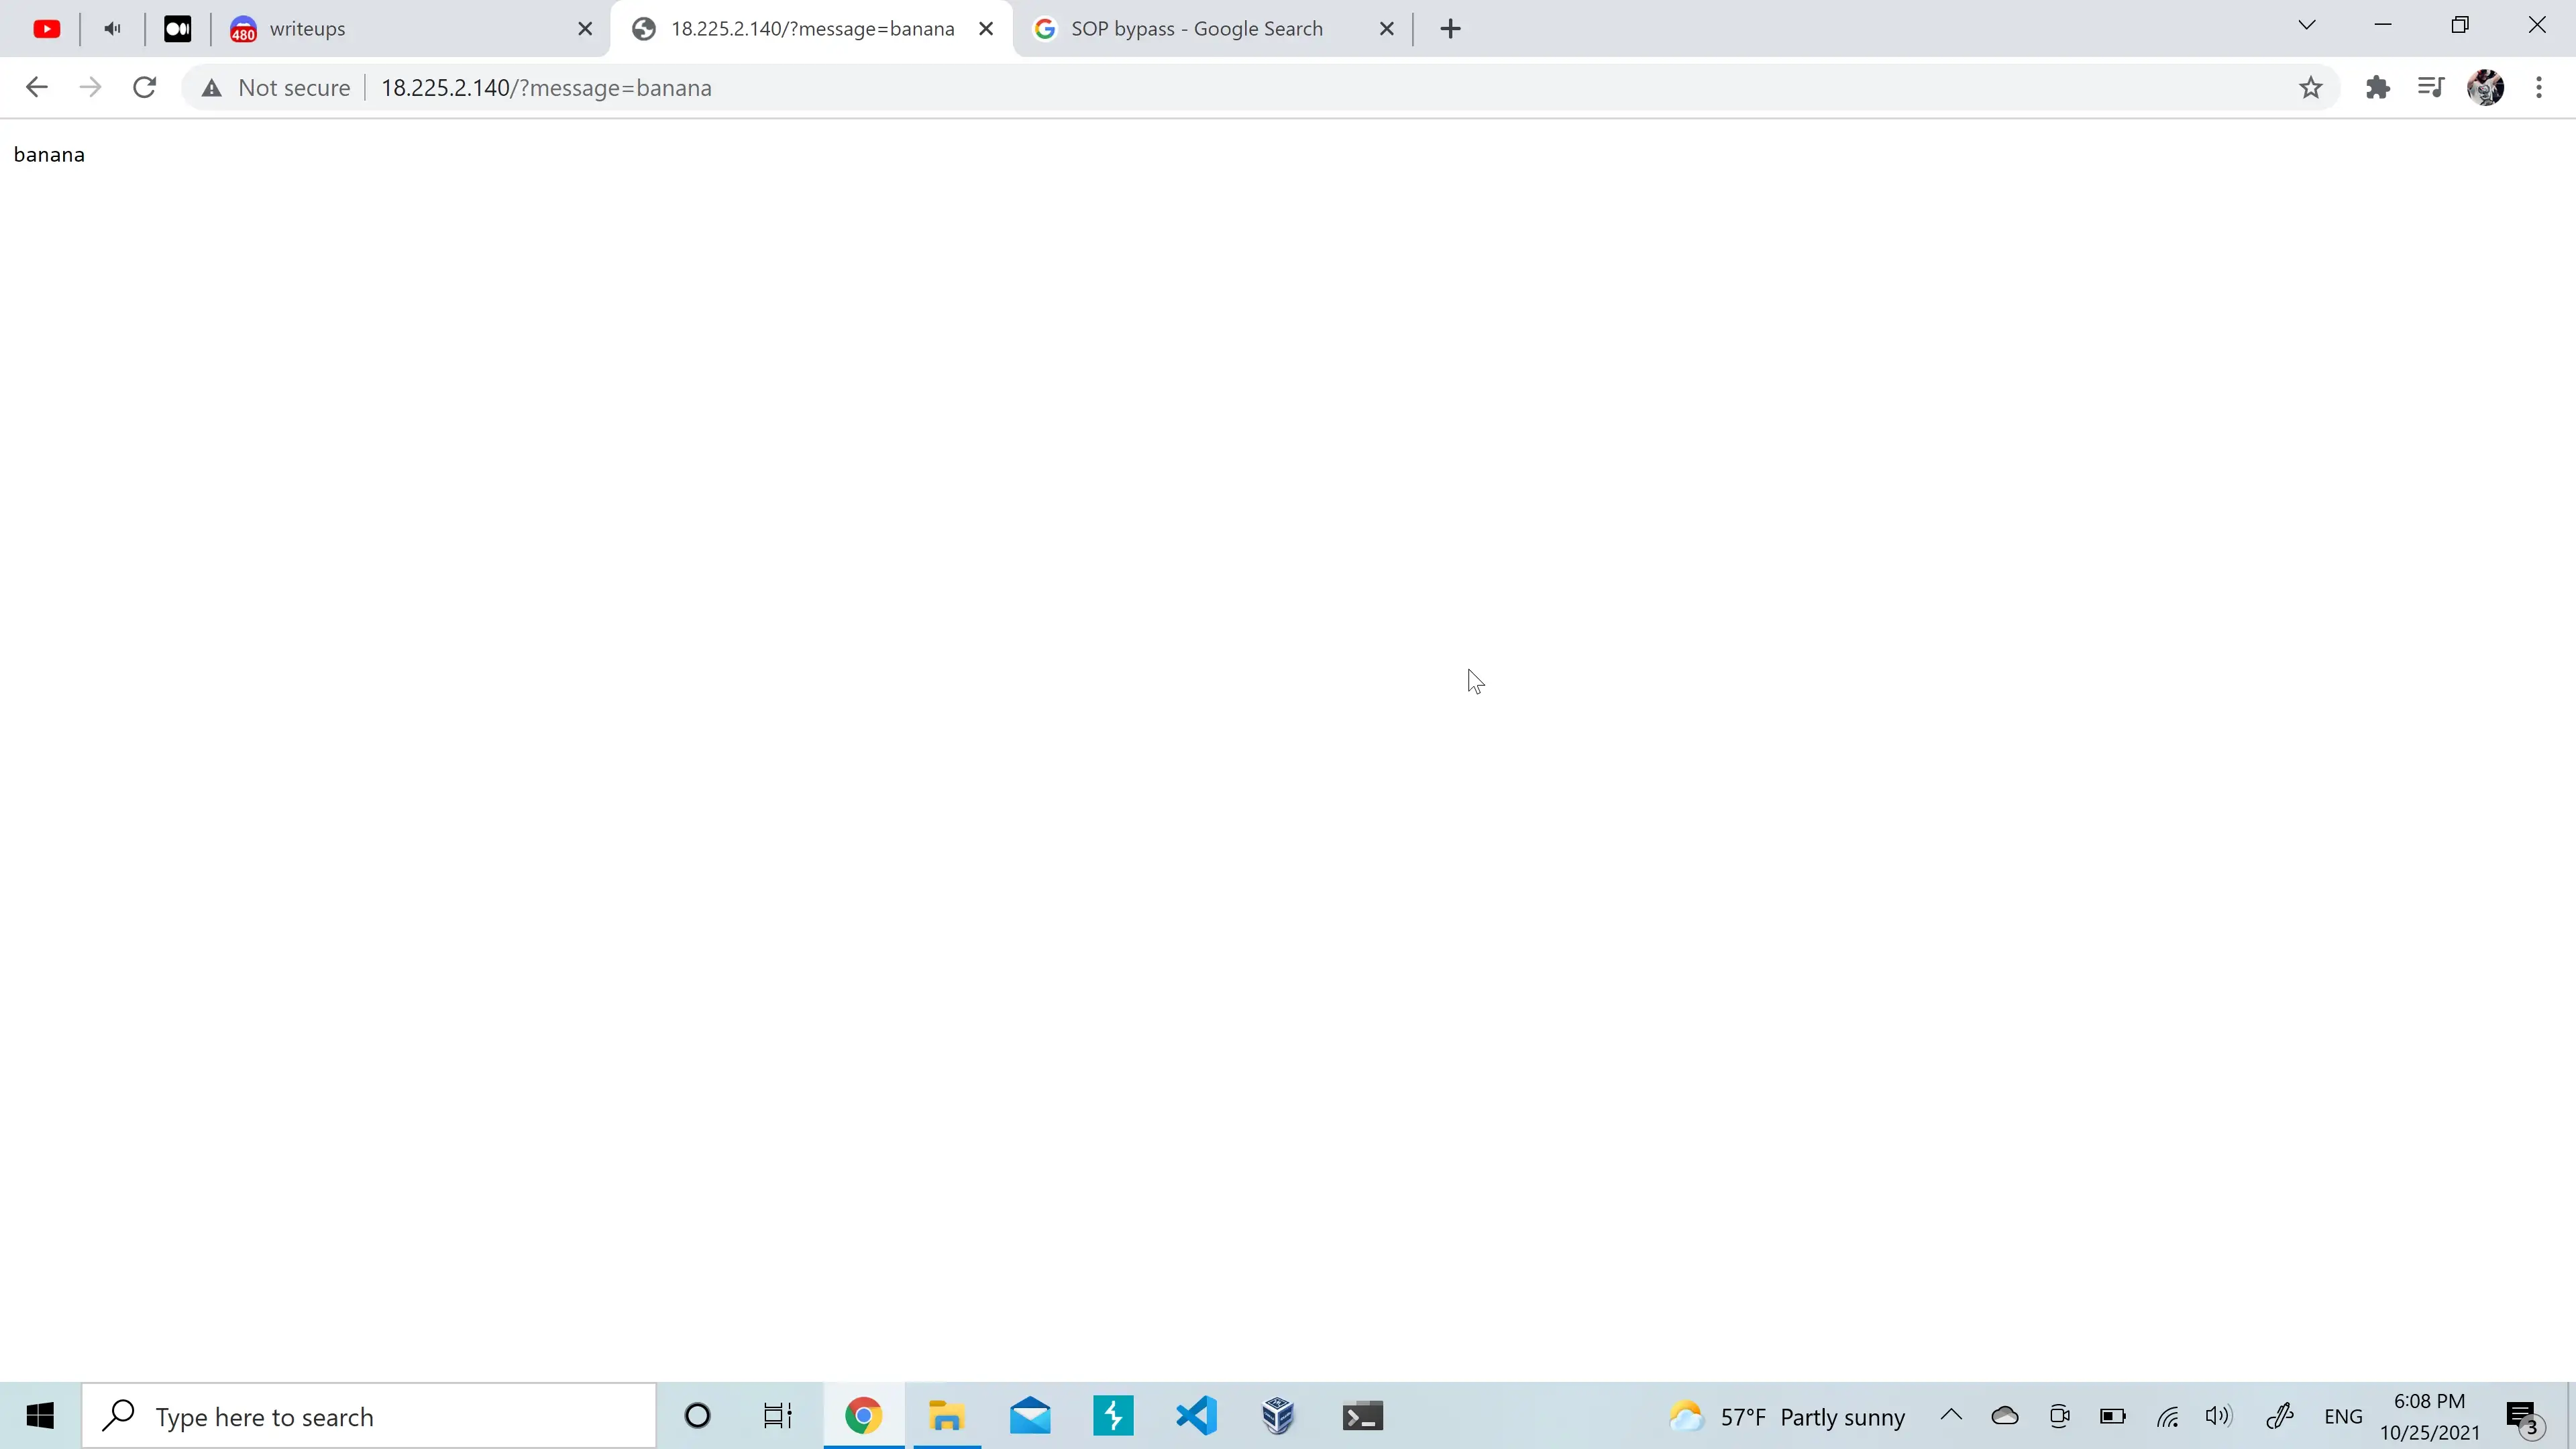 480
writeups
18.225.2.140/?message=banana
SOP bypass - Google Search
Not secure
18.225.2.140/?message=banana
banana
Type here to search
57°F Partly sunny
ENG
6:08 PM
10/25/2021
3